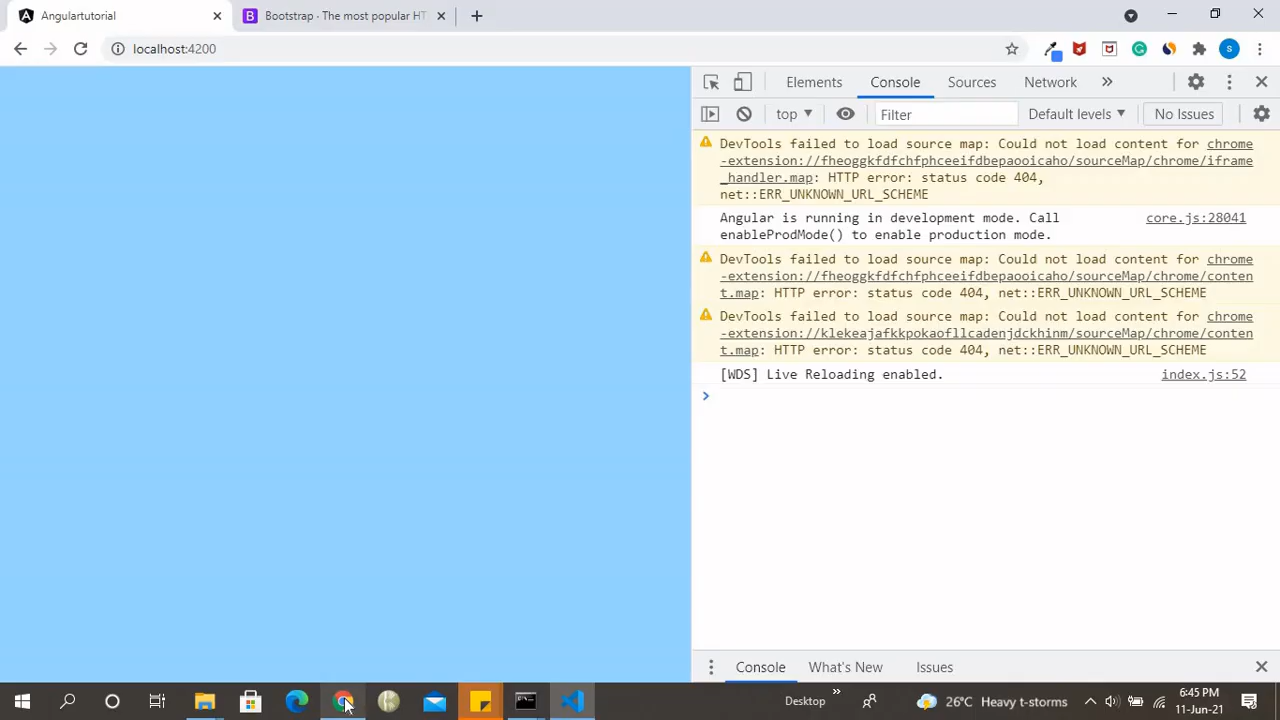 Angulartutorial
Bootstrap · The most popular HT
localhost:4200
S
Elements
Console
Sources
Network
top
Filter
Default levels
No Issues
DevTools failed to load source map: Could not load content for chrome
-extension://fheoggkfdfchfphceeifdbepaooicaho/sourceMap/chrome/iframe
_handler.map: HTTP error: status code 404,
net::ERR_UNKNOWN_URL_SCHEME
Angular is running in development mode. Call core.js:28041
enableProdMode() to enable production mode.
DevTools failed to load source map: Could not load content for chrome
-extension://fheoggkfdfchfphceeifdbepaooicaho/sourceMap/chrome/conten
t.map: HTTP error: status code 404, net::ERR_UNKNOWN_URL_SCHEME
DevTools failed to load source map: Could not load content for chrome
-extension://klekeajafkkpokaofllcadenjdckhinm/sourceMap/chrome/conten
t.map: HTTP error: status code 404, net::ERR_UNKNOWN_URL_SCHEME
[WDS] Live Reloading enabled. index.js:52
Console
What's New
Issues
Desktop
26°C Heavy t-storms
6:45 PM
11-Jun-21